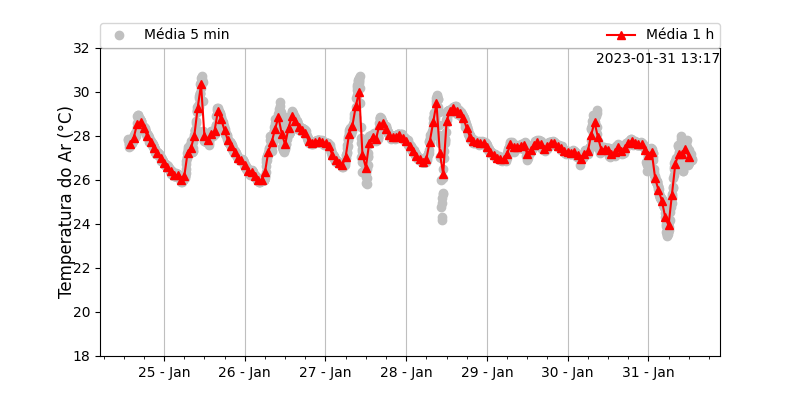 Média 5 min
Média 1 h
2023-01-31 13:17
Temperatura do Ar (°C)
32
30
28
26
24
22
20
18
25 - Jan
26 - Jan
27 - Jan
28 - Jan
29 - Jan
30 - Jan
31 - Jan